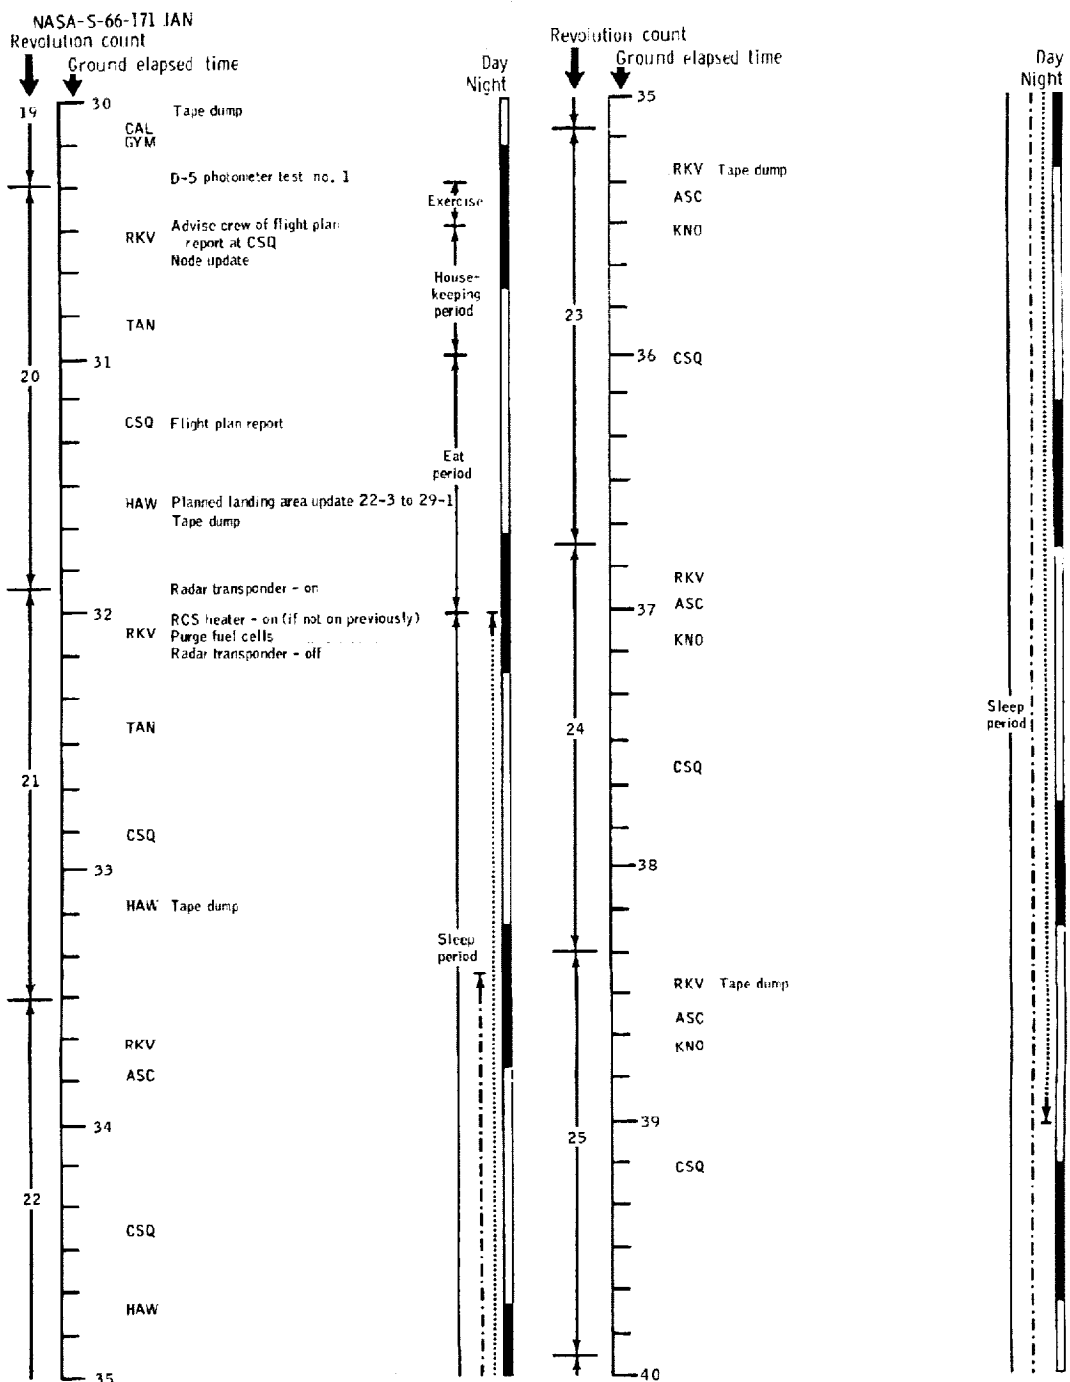 NASA-S-66-171 JAN
Revolution count
Ground elapsed time
Day
Night
19
30
Tape dump
CAL
GYM
D-5 photometer test no. 1
Exercise
RKV Advise crew of flight plan
report at CSQ
Node update
House-
keeping
period
TAN
31
20
CSQ Flight plan report
Eat
period
HAW Planned landing area update 22-3 to 29-1
Tape dump
Radar transponder - on
32
RCS heater - on (if not on previously)
RKV Purge fuel cells
Radar transponder - off
TAN
21
CSQ
33
HAW Tape dump
Sleep
period
RKV
ASC
34
22
CSQ
HAW
35
Revolution count
Ground elapsed time
Day
Night
35
RKV Tape dump
ASC
KNO
23
36
CSQ
RKV
37
ASC
KNO
Sleep
period
24
CSQ
38
RKV Tape dump
ASC
KNO
39
25
CSQ
40